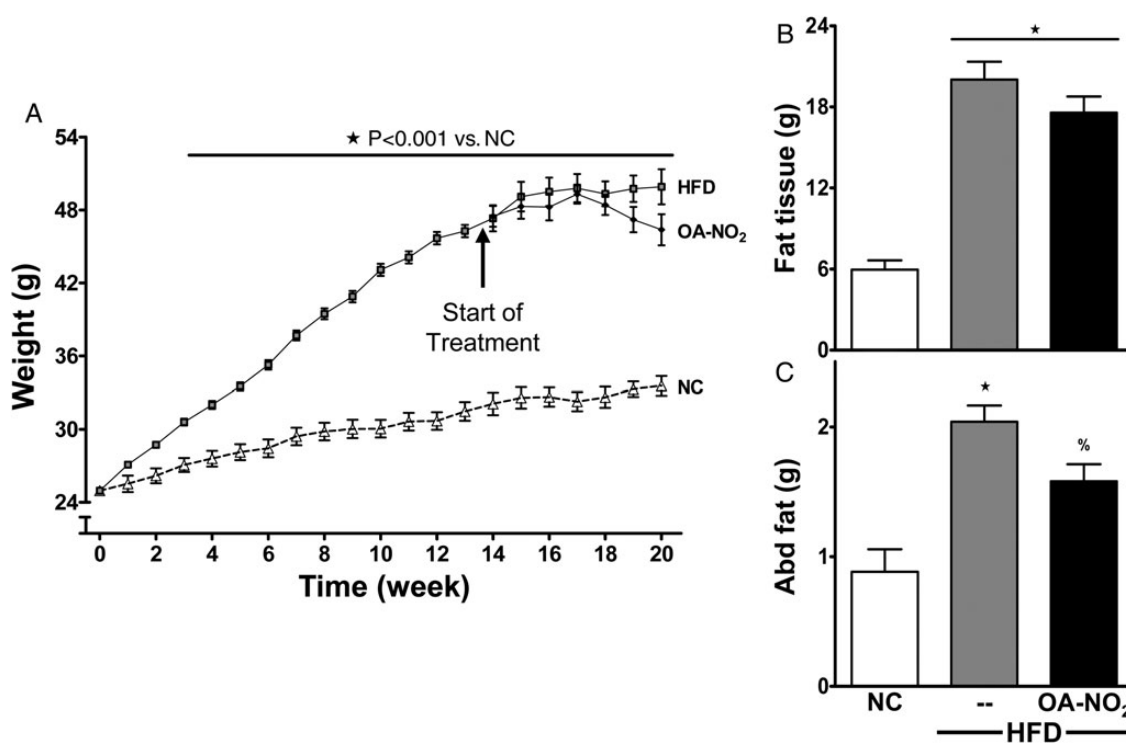 A
★ P<0.001 vs. NC
54
48
42
36
30
24
Weight (g)
HFD
OA-NO₂
NC
Start of
Treatment
0 2 4 6 8 10 12 14 16 18 20
Time (week)
B
★
24
18
12
6
0
Fat tissue (g)
C
★
%
2
1
0
Abd fat (g)
NC -- OA-NO₂
HFD